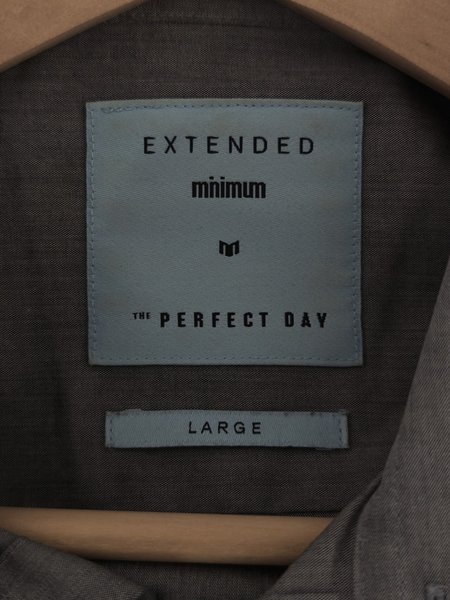 EXTENDED
minimum
THE PERFECT DAY
LARGE